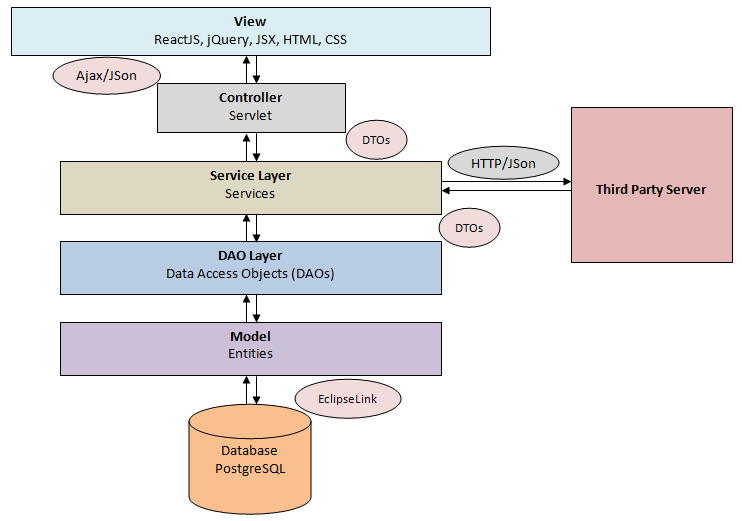 View
ReactJS, jQuery, JSX, HTML, CSS
Ajax/JSon
Controller
Servlet
DTOs
HTTP/JSon
Service Layer
Services
Third Party Server
DTOs
DAO Layer
Data Access Objects (DAOs)
Model
Entities
EclipseLink
Database
PostgreSQL